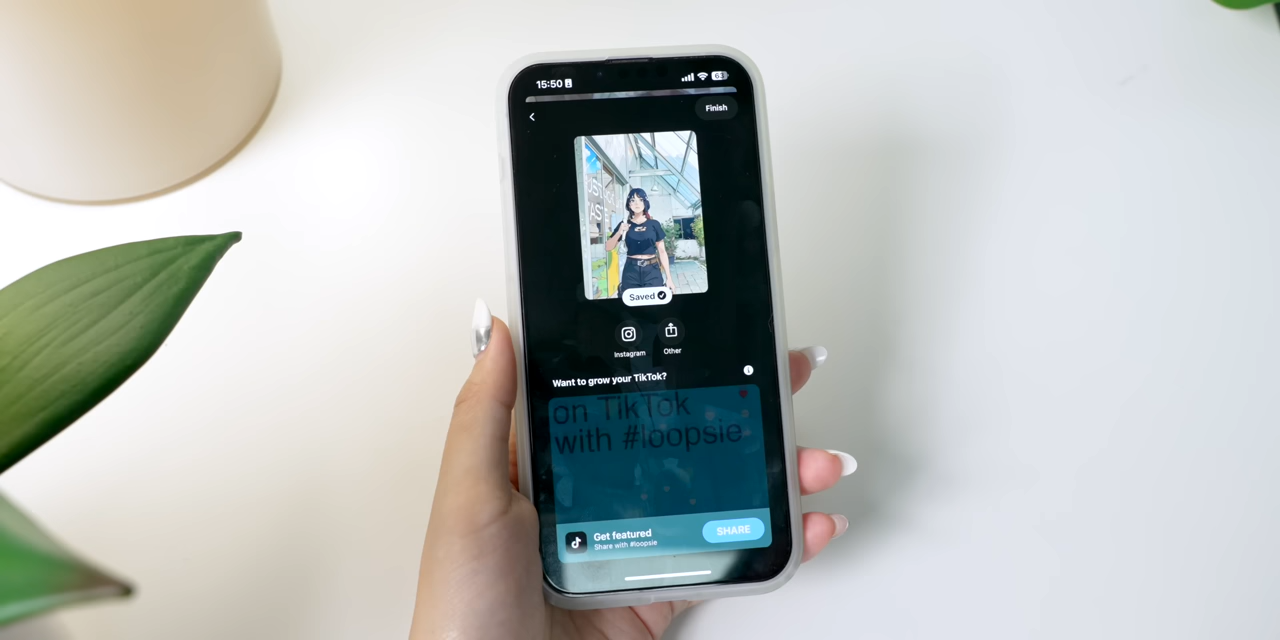 15:50
63
Finish
Saved
Instagram
Other
Want to grow your TikTok?
on TikTok
with #loopsie
Get featured
Share with #loopsie
SHARE